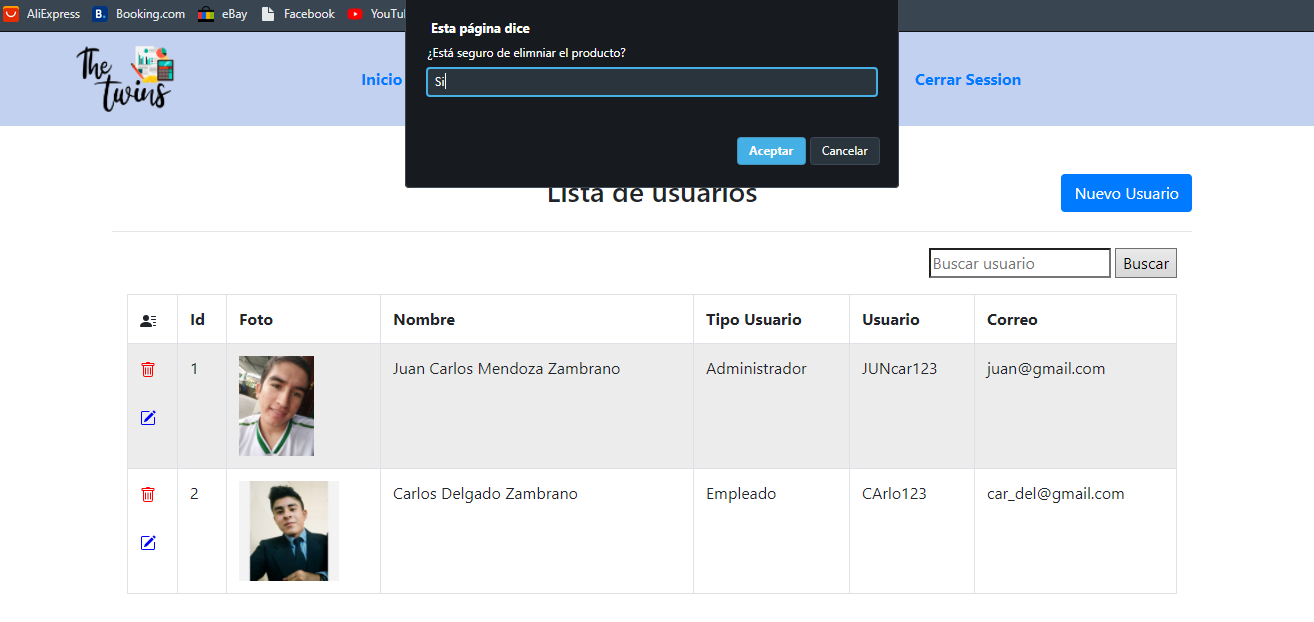 AliExpress B. Booking.com eBay Facebook YouTu
Esta página dice
¿Está seguro de elimniar el producto?
Si
Aceptar Cancelar
The Twins
Inicio Cerrar Session
Lista de usuarios
Nuevo Usuario
Buscar usuario Buscar
Id Foto Nombre Tipo Usuario Usuario Correo
1 Juan Carlos Mendoza Zambrano Administrador JUNcar123 juan@gmail.com
2 Carlos Delgado Zambrano Empleado CArlo123 car_del@gmail.com